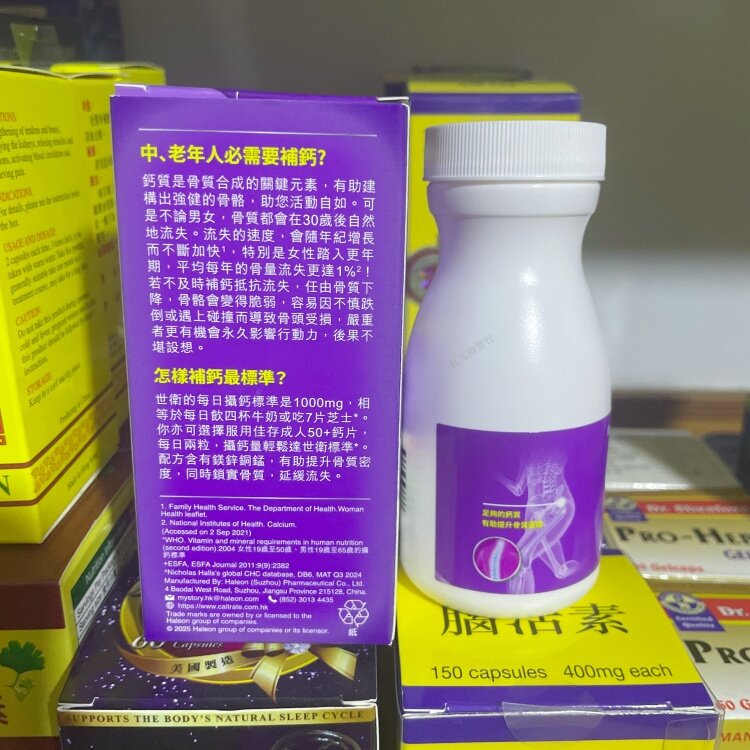 中、老年人必需要補鈣?
鈣質是骨質合成的關鍵元素，有助建
構出強健的骨骼，助您活動自如。可
是不論男女，骨質都會在30歲後自然
地流失。流失的速度，會隨年紀增長
而不斷加快¹，特別是女性踏入更年
期，平均每年的骨量流失更達1%²！
若不及時補鈣抵抗流失，任由骨質下
降，骨骼會變得脆弱，容易因不慎跌
倒或遇上碰撞而導致骨頭受損，嚴重
者更有機會永久影響行動力，後果不
堪設想。
怎樣補鈣最標準？
世衛的每日攝鈣標準是1000mg，相
等於每日飲四杯牛奶或吃7片芝士*。
你亦可選擇服用佳存成人50+鈣片，
每日兩粒，攝鈣量輕鬆達世衛標準*。
配方含有鎂鋅銅錳，有助提升骨質密
度，同時鎖實骨質，延緩流失。
1. Family Health Service. The Department of Health.Woman
Health leaflet.
2. National Institutes of Health. Calcium.
(Accessed on 2 Sep 2021)
*WHO. Vitamin and mineral requirements in human nutrition
(second edition).2004 女性19歲至50歲、男性19歲至65歲的攝
鈣標準
+ESFA, ESFA Journal 2011:9(9):2382
^Nicholas Halls's global CHC database, DB6, MAT Q3 2024
Manufactured By: Haleon (Suzhou) Pharmaceutical Co., Ltd.
4 Baodai West Road, Suzhou, Jiangsu Province 215128, China.
mystory.hk@haleon.com (852) 3013 4435
https://www.caltrate.com.hk
Trade marks are owned by or licensed to the
Haleon group of companies.
© 2025 Haleon group of companies or its licensor.
紙
足夠的鈣質
有助提升骨質密度
腦活素
150 capsules 400mg each
Capsules
美國製造
SUPPORTS THE BODY'S NATURAL SLEEP CYCLE
USAGE AND DOSAGE:
CAUTION:
STORAGE:
Keep in a cool and dry place
PRO-HER
Certified
Quality
Dr.
PRO